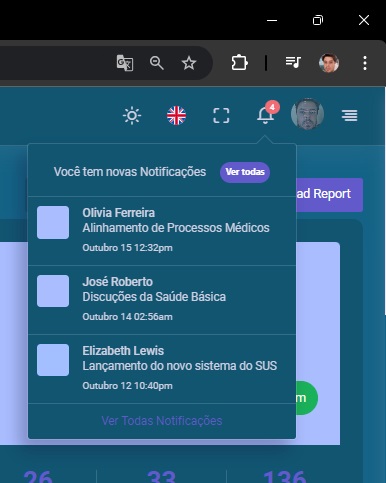 4
Você tem novas Notificações
Ver todas
ad Report
Olivia Ferreira
Alinhamento de Processos Médicos
Outubro 15 12:32pm
José Roberto
Discuções da Saúde Básica
Outubro 14 02:56am
Elizabeth Lewis
Lançamento do novo sistema do SUS
Outubro 12 10:40pm
m
Ver Todas Notificações
26
33
136